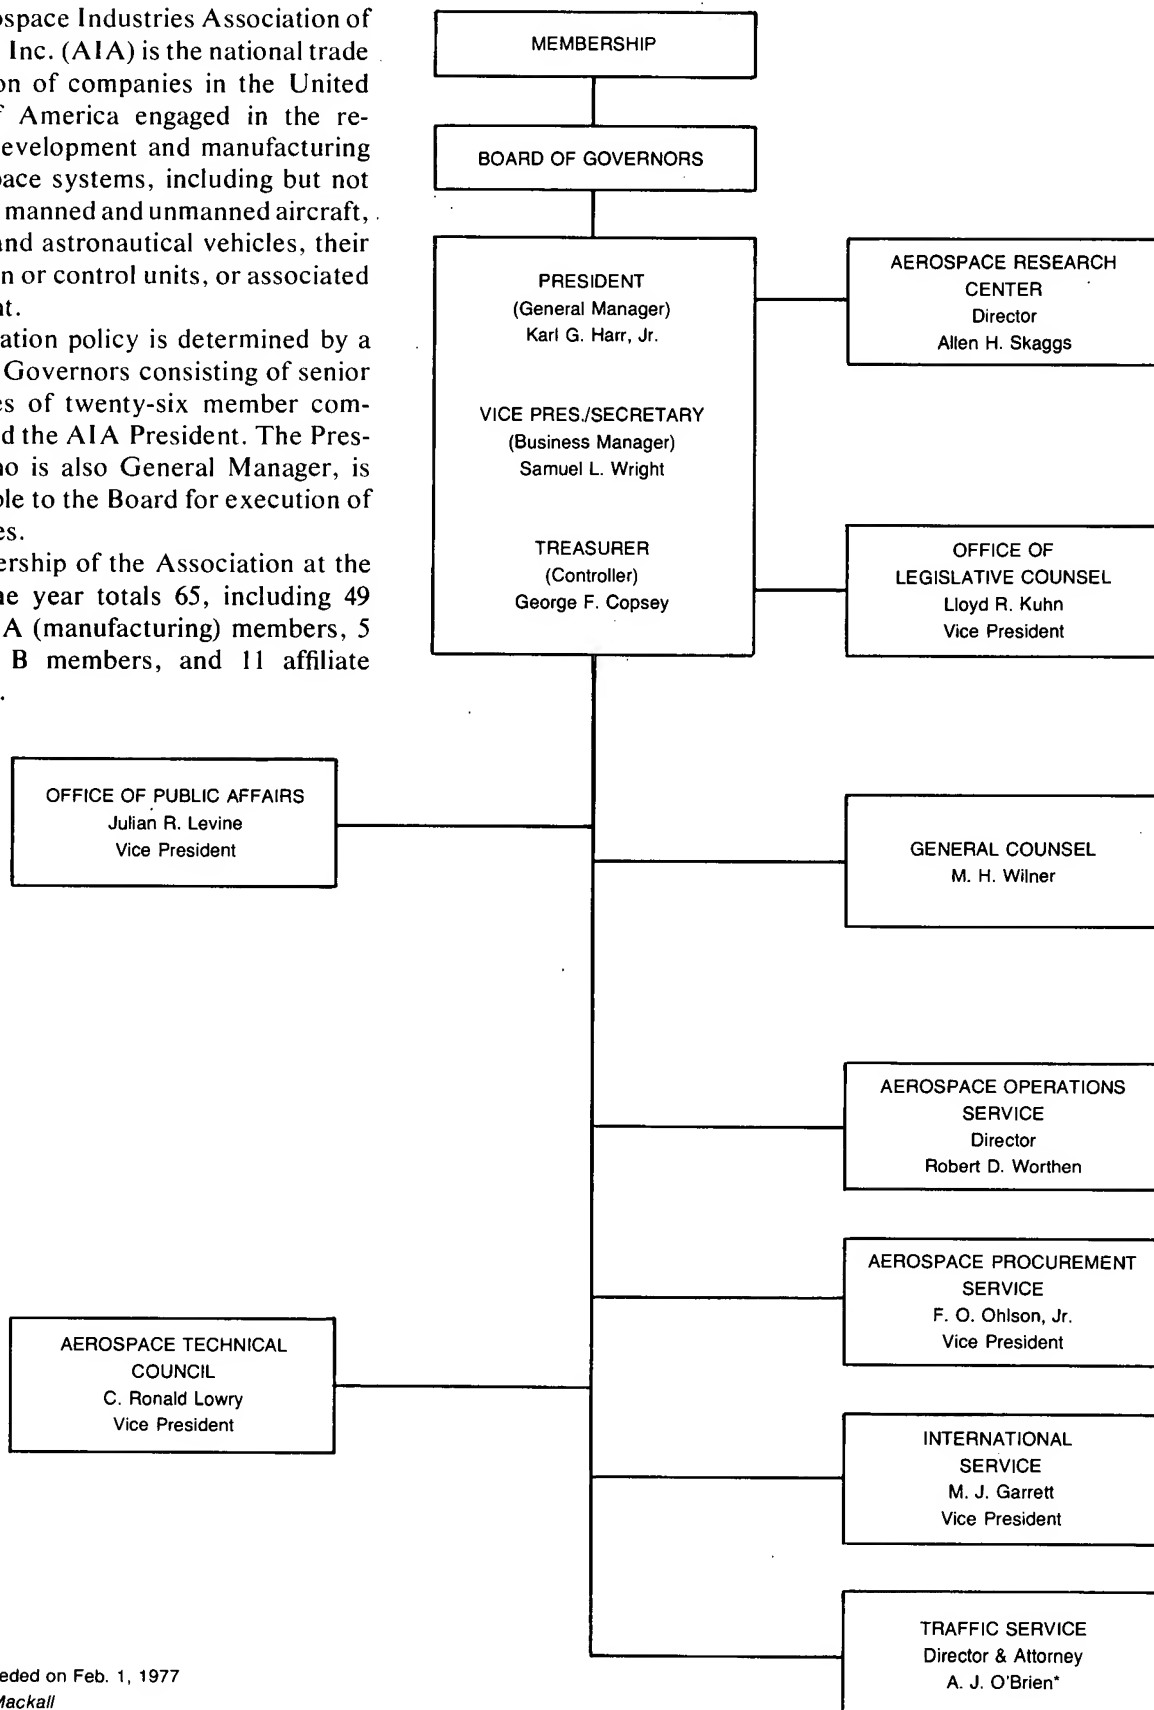 space Industries Association of
Inc. (AIA) is the national trade
on of companies in the United
America engaged in the re-
evelopment and manufacturing
pace systems, including but not
manned and unmanned aircraft,
and astronautical vehicles, their
n or control units, or associated
nt.
ation policy is determined by a
Governors consisting of senior
es of twenty-six member com-
d the AIA President. The Pres-
no is also General Manager, is
ble to the Board for execution of
es.
ership of the Association at the
ne year totals 65, including 49
A (manufacturing) members, 5
B members, and 11 affiliate
.
MEMBERSHIP
BOARD OF GOVERNORS
PRESIDENT
(General Manager)
Karl G. Harr, Jr.
VICE PRES./SECRETARY
(Business Manager)
Samuel L. Wright
TREASURER
(Controller)
George F. Copsey
AEROSPACE RESEARCH
CENTER
Director
Allen H. Skaggs
OFFICE OF
LEGISLATIVE COUNSEL
Lloyd R. Kuhn
Vice President
OFFICE OF PUBLIC AFFAIRS
Julian R. Levine
Vice President
GENERAL COUNSEL
M. H. Wilner
AEROSPACE OPERATIONS
SERVICE
Director
Robert D. Worthen
AEROSPACE PROCUREMENT
SERVICE
F. O. Ohlson, Jr.
Vice President
AEROSPACE TECHNICAL
COUNCIL
C. Ronald Lowry
Vice President
INTERNATIONAL
SERVICE
M. J. Garrett
Vice President
TRAFFIC SERVICE
Director & Attorney
A. J. O'Brien*
eded on Feb. 1, 1977
Mackall